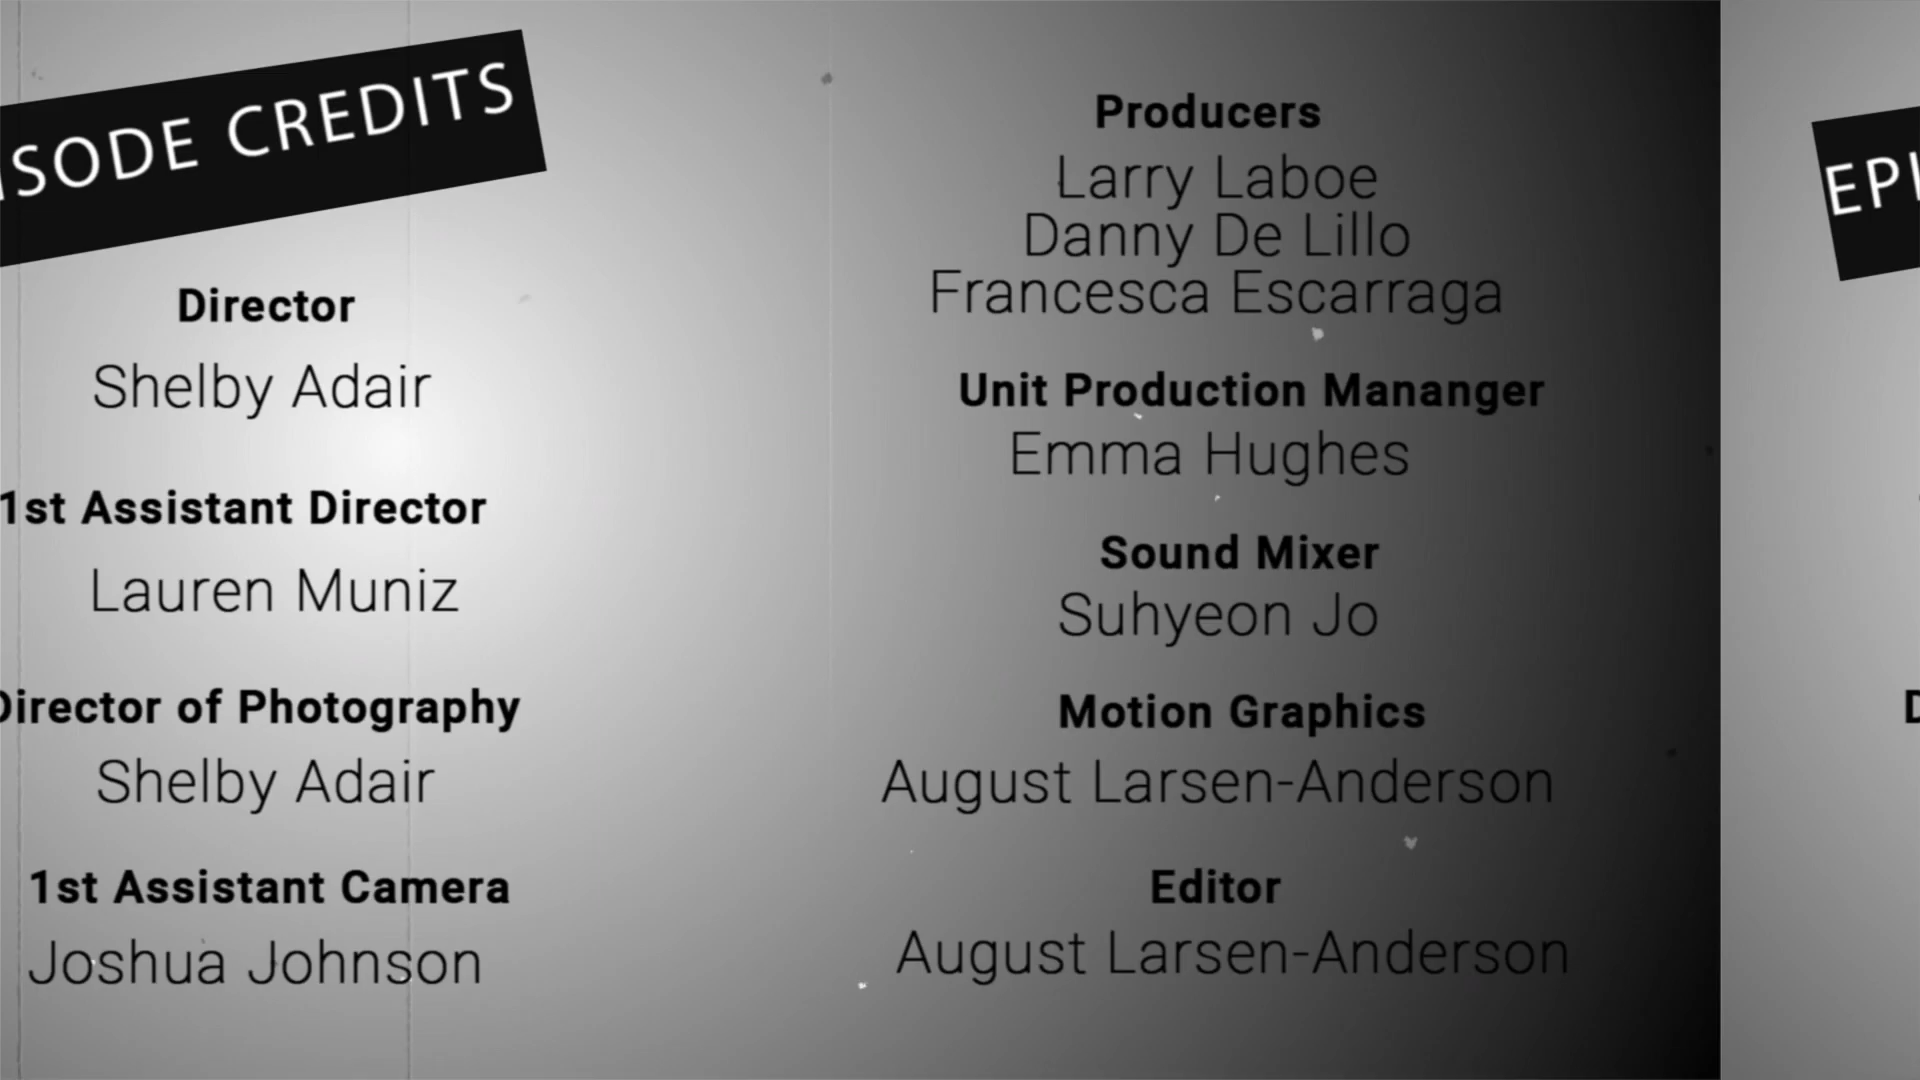 ISODE CREDITS
Director
Shelby Adair
1st Assistant Director
Lauren Muniz
Director of Photography
Shelby Adair
1st Assistant Camera
Joshua Johnson
Producers
Larry Laboe
Danny De Lillo
Francesca Escarraga
Unit Production Mananger
Emma Hughes
Sound Mixer
Suhyeon Jo
Motion Graphics
August Larsen-Anderson
Editor
August Larsen-Anderson
EPI
D